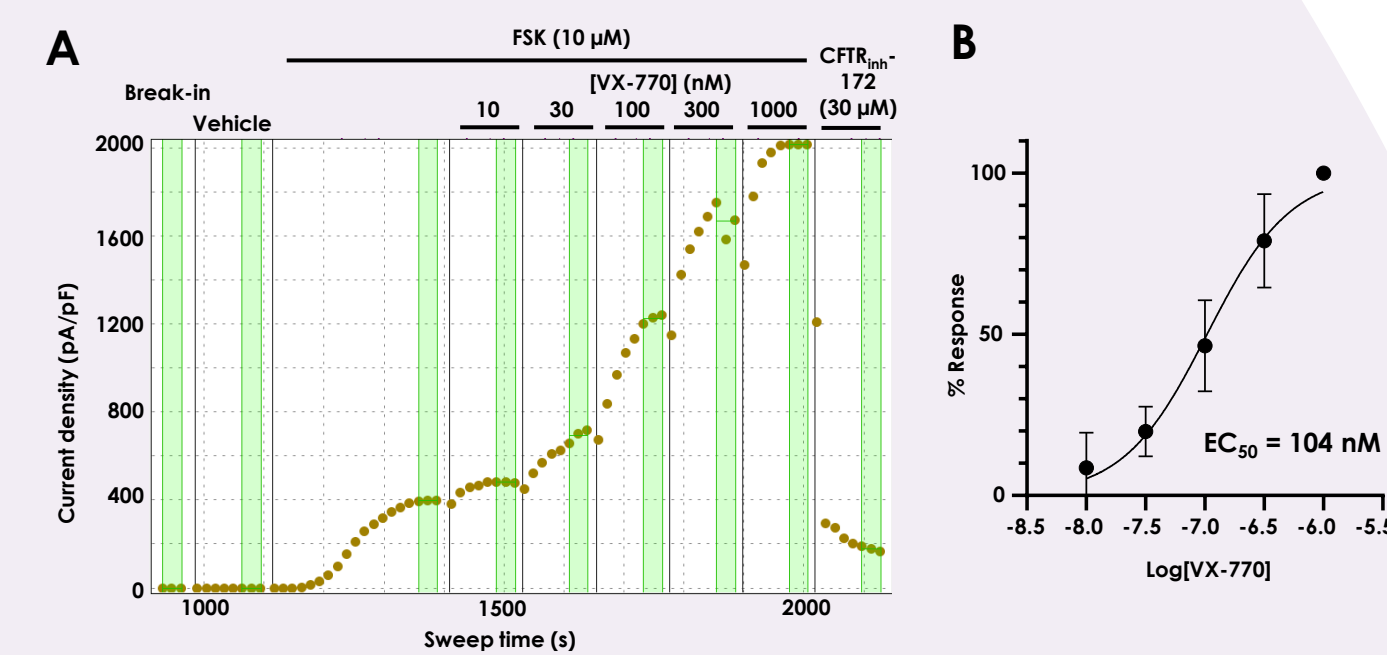 A
FSK (10 µM)
CFTRinh-
172
(30 µM)
[VX-770] (nM)
Break-in
Vehicle
10 30 100 300 1000
2000
1600
1200
800
400
0
Current density (pA/pF)
1000 1500 2000
Sweep time (s)
B
100
50
0
% Response
EC50 = 104 nM
-8.5 -8.0 -7.5 -7.0 -6.5 -6.0 -5.5
Log[VX-770]